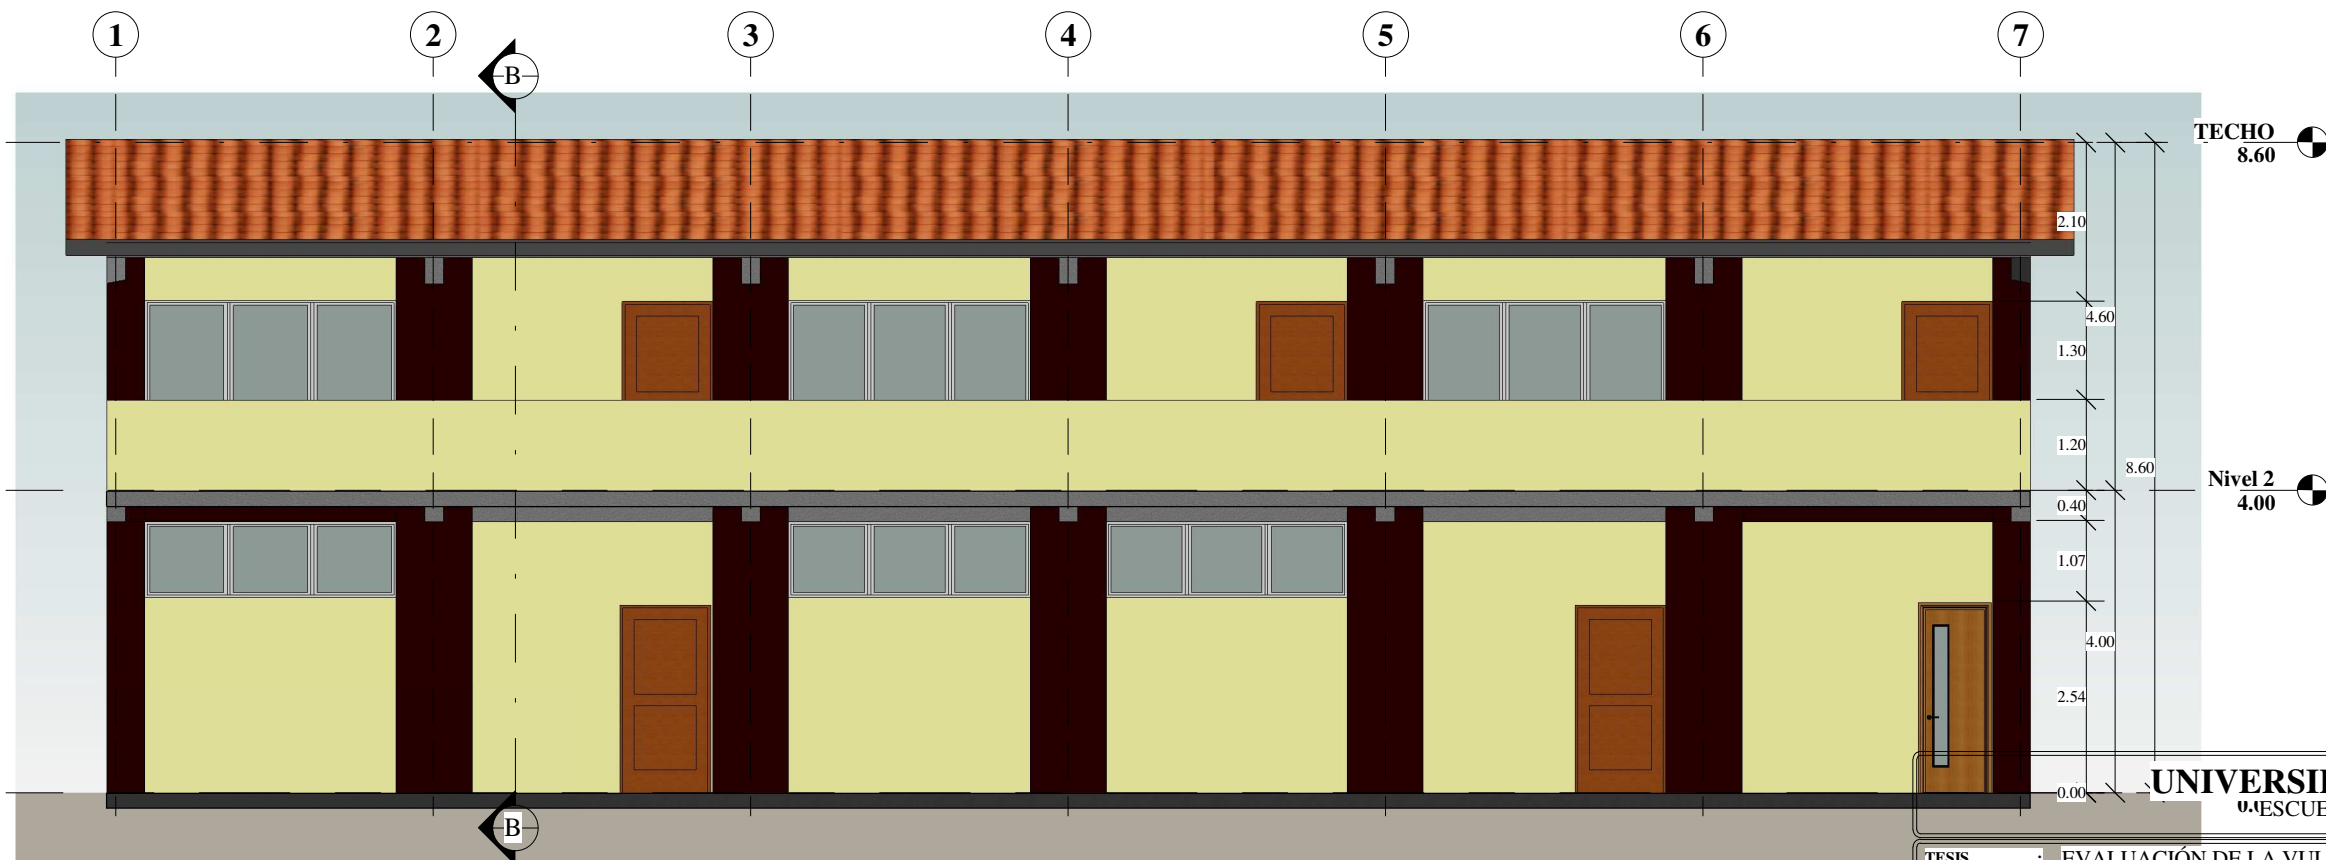 1 2 3 4 5 6 7
B
TECHO
8.60
2.10
4.60
1.30
1.20
8.60
Nivel 2
4.00
0.40
1.07
4.00
2.54
0.00
UNIVERSI
ESCUE
B
TESIS : EVALUACIÓN DE LA VUL